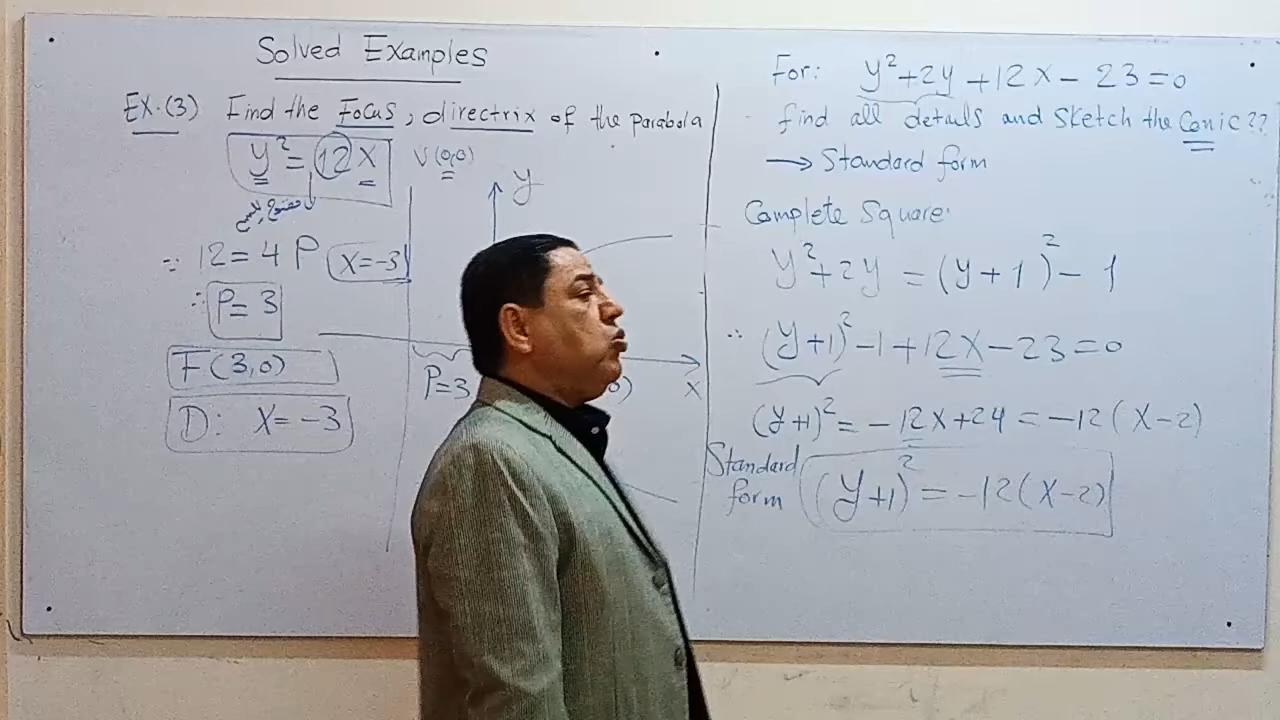 Solved Examples
EX.(3) Find the Focus, directrix of the Parabola
y² = 12x V(0,0)
∵ 12 = 4P x=-3
∴ P= 3
F(3,0)
D: x= -3
y
P=3
x
For: y²+2y+12x-23=0
find all details and sketch the Conic??
→ Standard form
Complete Square:
y²+2y = (y+1)²-1
∴ (y+1)²-1+12x-23=0
(y+1)² = -12x+24 = -12(x-2)
Standard form (y+1)² = -12(x-2)